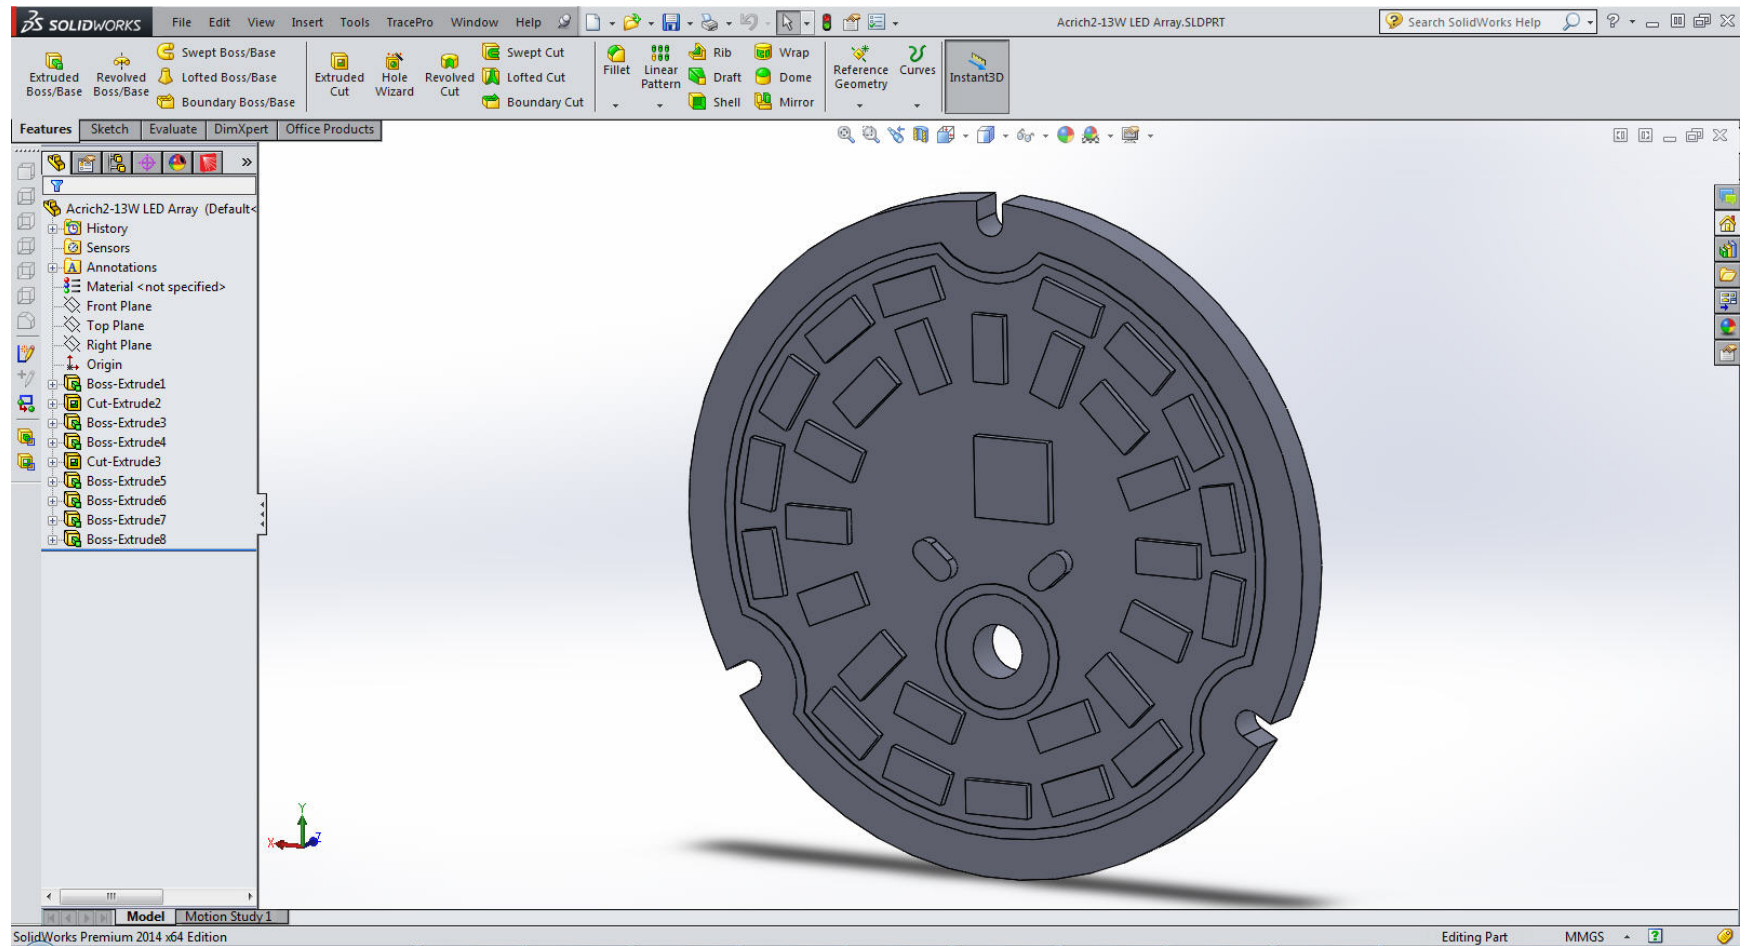 SOLIDWORKS File Edit View Insert Tools TracePro Window Help Acrich2-13W LED Array.SLDPRT Search SolidWorks Help
Extruded Boss/Base
Revolved Boss/Base
Swept Boss/Base
Lofted Boss/Base
Boundary Boss/Base
Extruded Cut
Hole Wizard
Revolved Cut
Swept Cut
Lofted Cut
Boundary Cut
Fillet
Linear Pattern
Rib
Draft
Shell
Wrap
Dome
Mirror
Reference Geometry
Curves
Instant3D
Features Sketch Evaluate DimXpert Office Products
Acrich2-13W LED Array (Default<
History
Sensors
Annotations
Material <not specified>
Front Plane
Top Plane
Right Plane
Origin
Boss-Extrude1
Cut-Extrude2
Boss-Extrude3
Boss-Extrude4
Cut-Extrude3
Boss-Extrude5
Boss-Extrude6
Boss-Extrude7
Boss-Extrude8
Y
X Z
Model Motion Study 1
SolidWorks Premium 2014 x64 Edition Editing Part MMGS